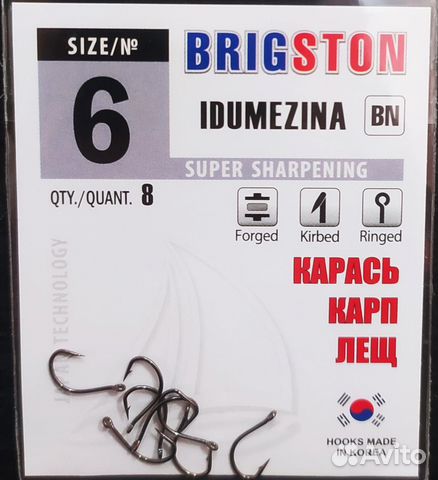 SIZE/№
6
BRIGSTON
IDUMEZINA BN
SUPER SHARPENING
QTY./QUANT. 8
Forged Kirbed Ringed
КАРАСЬ
КАРП
ЛЕЩ
TECHNOLOGY
HOOKS MADE
IN KOREA
Avito